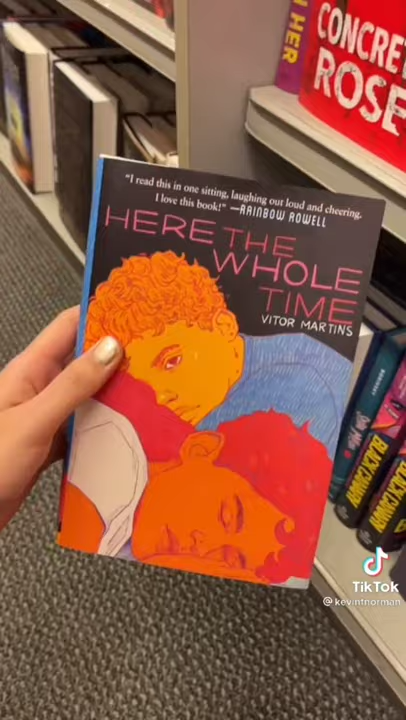 HER
CONCRETE
ROSE
"I read this in one sitting, laughing out loud and cheering.
I love this book!" —RAINBOW ROWELL
HERE THE
WHOLE
TIME
VITOR MARTINS
TikTok
@kevintnorman